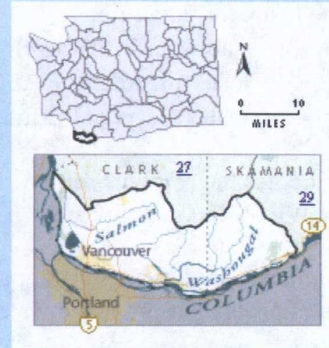 N
0 10
MILES
CLARK 27 SKAMANIA
29
14
Salmon
Vancouver
Washougal
COLUMBIA
Portland
5